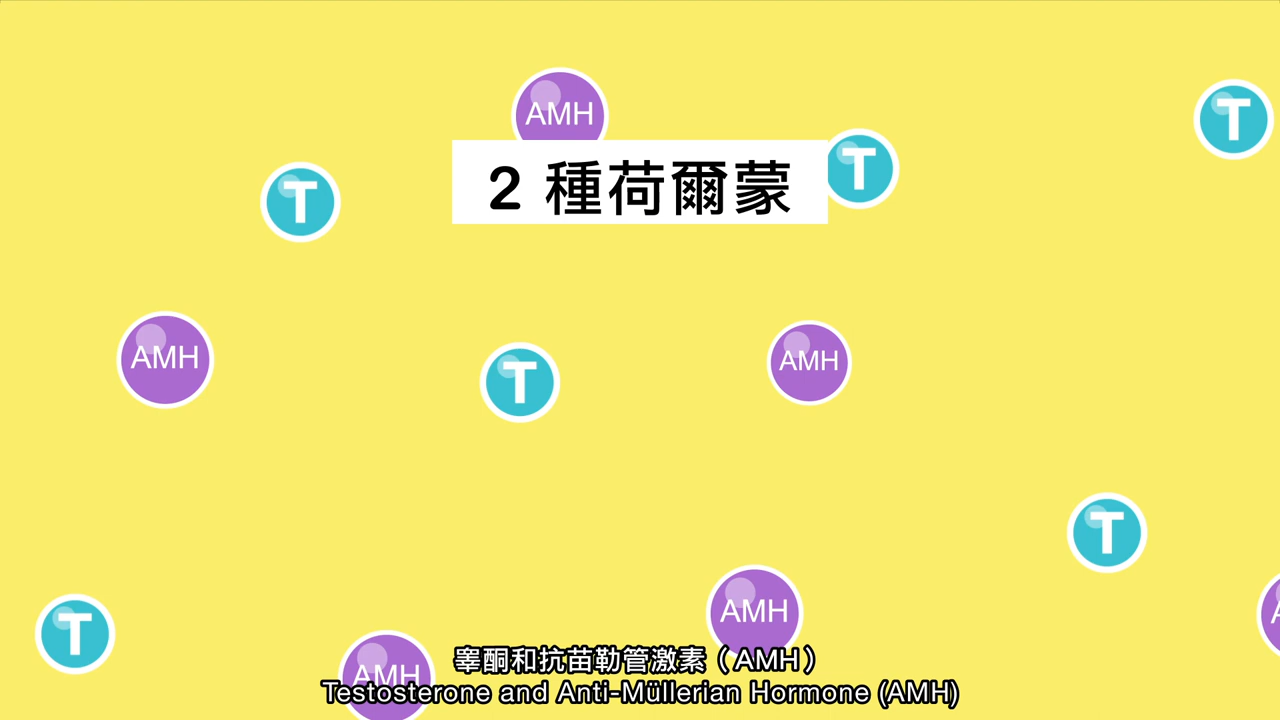 AMH
T
2 種荷爾蒙
T
T
AMH
T
AMH
T
AMH
T
AMH
睾酮和抗苗勒管激素（AMH）
Testosterone and Anti-Müllerian Hormone (AMH)